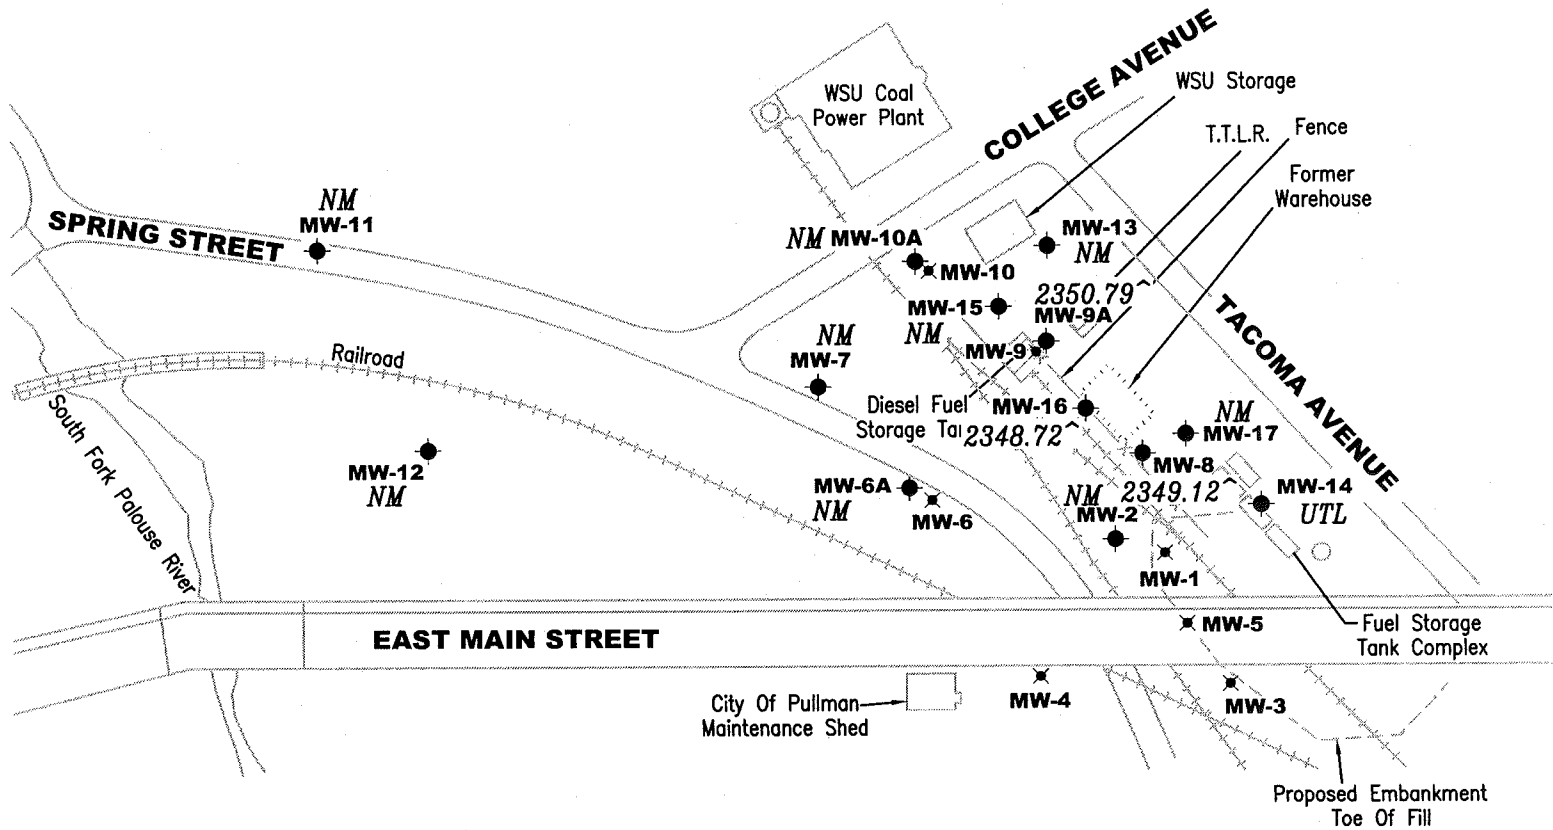 COLLEGE AVENUE
WSU Storage
WSU Coal
Power Plant
T.T.L.R.
Fence
Former
Warehouse
NM
MW-11
SPRING STREET
NM MW-10A
MW-10
MW-13
NM
2350.79^
MW-15
NM
MW-9A
TACOMA AVENUE
NM
MW-7
Railroad
MW-9
Diesel Fuel
Storage Ta
MW-16
2348.72^
NM
MW-17
South Fork Palouse River
MW-12
NM
MW-8
MW-6A
NM
MW-6
NM
2349.12^
MW-2
MW-14
UTL
MW-1
EAST MAIN STREET
MW-5
Fuel Storage
Tank Complex
City Of Pullman
Maintenance Shed
MW-4
MW-3
Proposed Embankment
Toe Of Fill